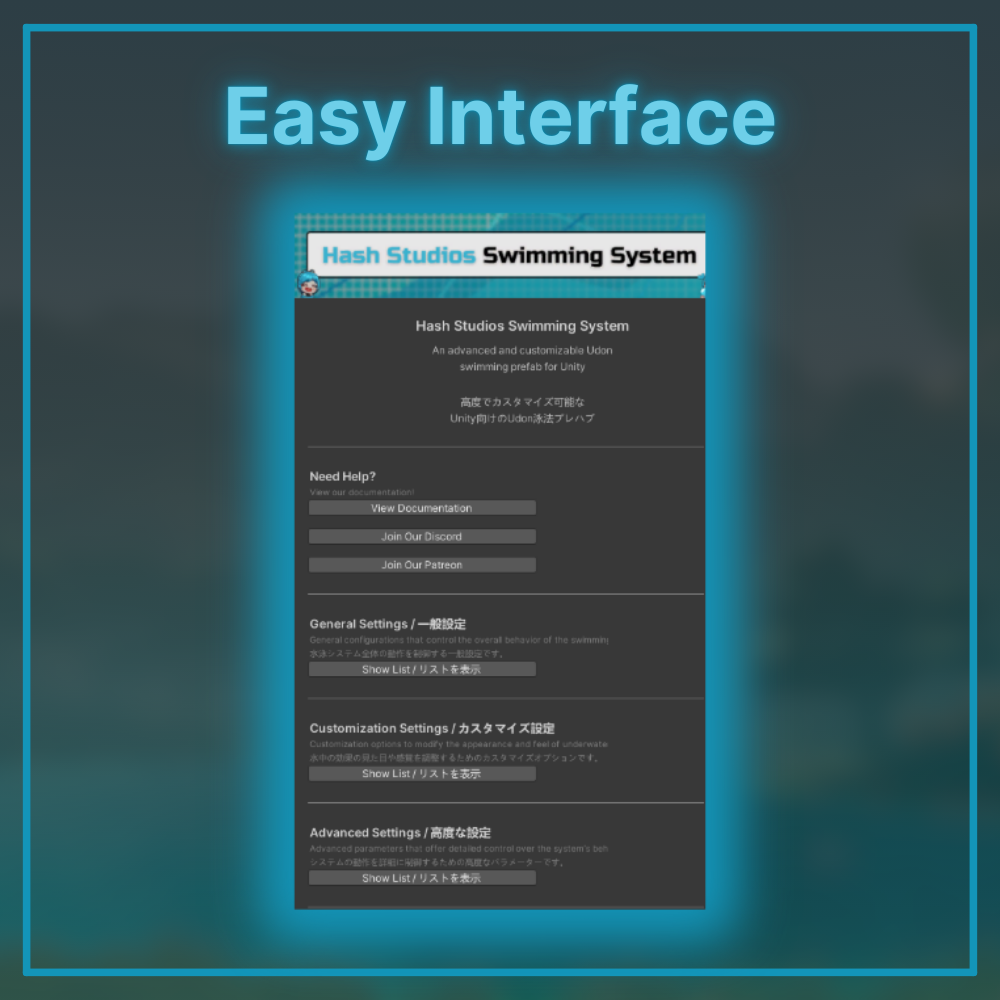 Easy Interface
Hash Studios Swimming System
Hash Studios Swimming System
An advanced and customizable Udon
swimming prefab for Unity
高度でカスタマイズ可能な
Unity向けのUdon泳法プレハブ
Need Help?
View our documentation!
View Documentation
Join Our Discord
Join Our Patreon
General Settings / 一般設定
General configurations that control the overall behavior of the swimming
水泳システム全体の動作を制御する一般設定です。
Show List / リストを表示
Customization Settings / カスタマイズ設定
Customization options to modify the appearance and feel of underwate
水中の効果の見た目や感覚を調整するためのカスタマイズオプションです。
Show List / リストを表示
Advanced Settings / 高度な設定
Advanced parameters that offer detailed control over the system's beh
システムの動作を詳細に制御するための高度なパラメーターです。
Show List / リストを表示